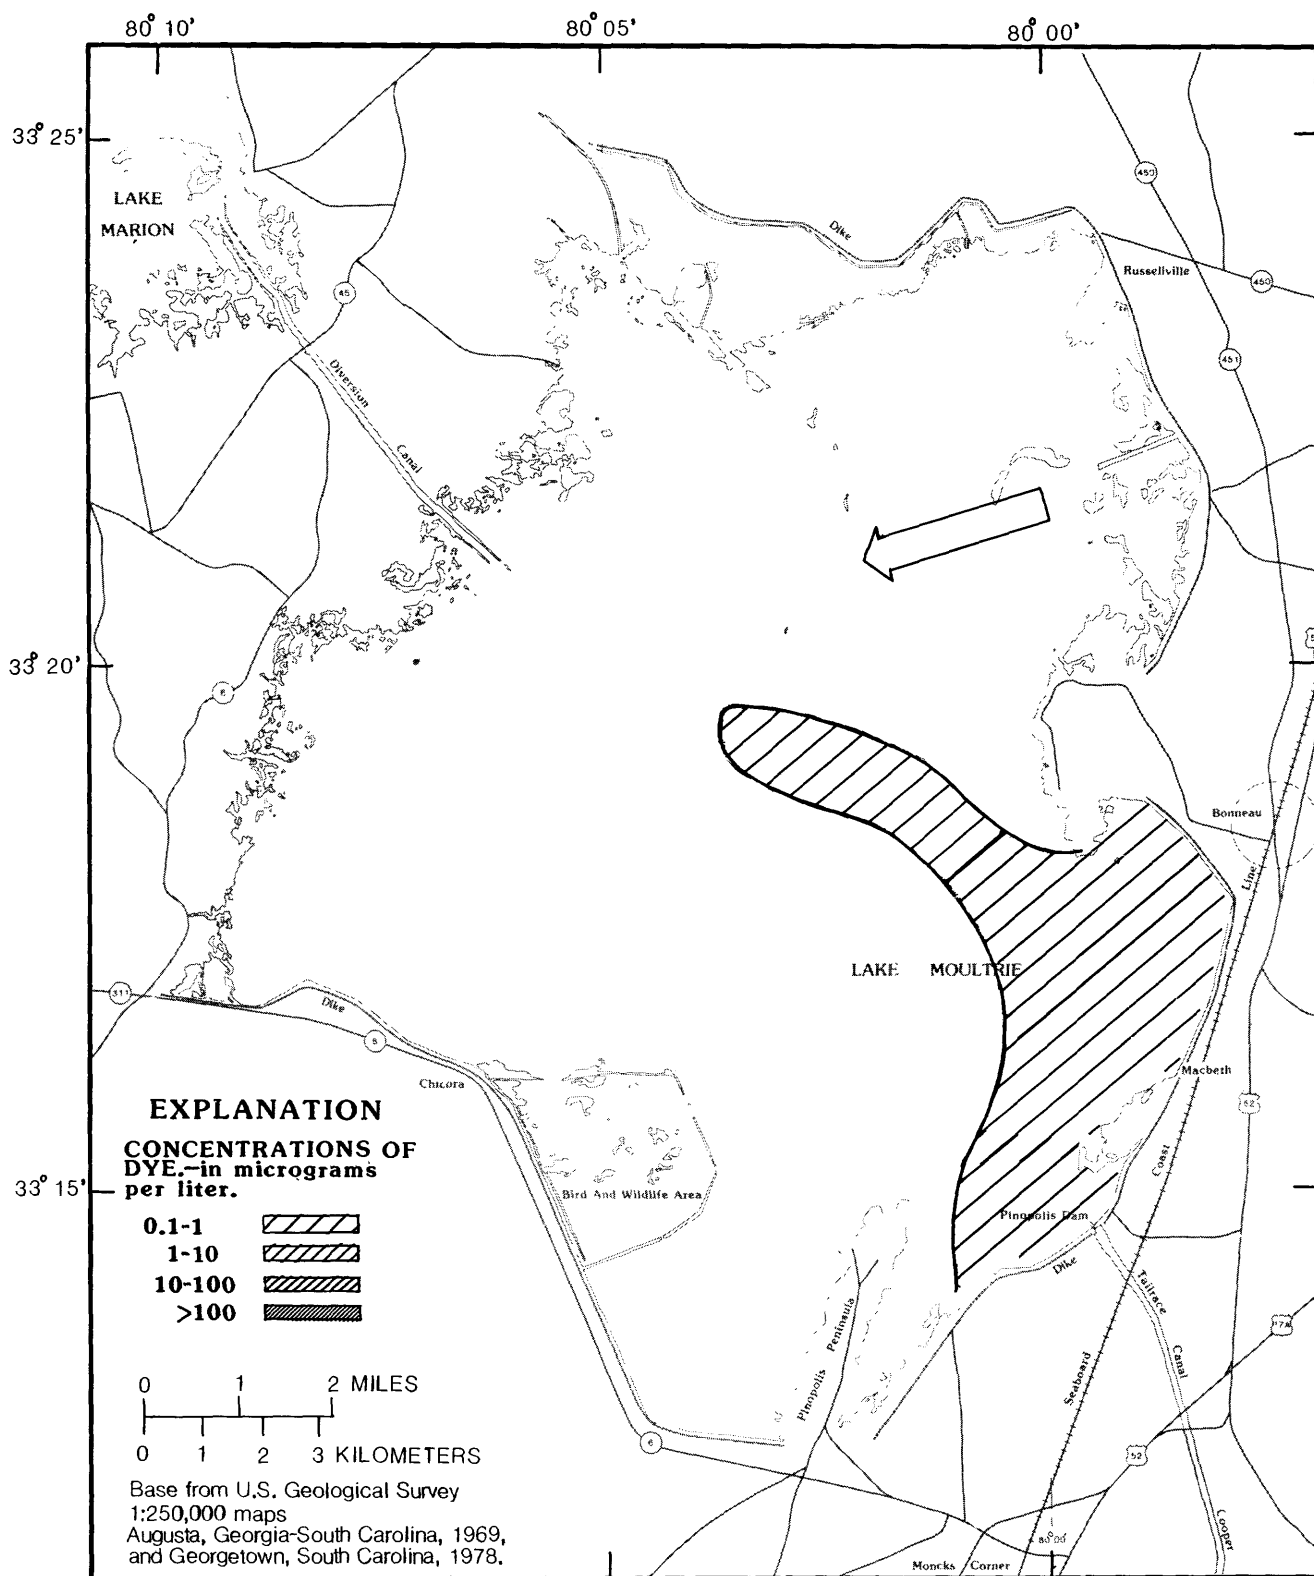 80° 10' 80° 05' 80° 00'
33° 25'
LAKE
MARION
Dike
450
Russellville
450
45
451
Diversion
Canal
33° 20'
6
Bonneau
Line
LAKE MOULTRIE
311
Dike
6
Chicora
Macbeth
52
EXPLANATION
CONCENTRATIONS OF
DYE.—in micrograms
per liter.
Coast
33° 15'
Bird And Wildlife Area
Pinopolis Dam
0.1-1
1-10
10-100
>100
Dike
Tailrace
Canal
Pinopolis Peninsula
17A
Seaboard
0 1 2 MILES
0 1 2 3 KILOMETERS
6
52
Cooper
Base from U.S. Geological Survey
1:250,000 maps
Augusta, Georgia-South Carolina, 1969,
and Georgetown, South Carolina, 1978.
80°00'
Moncks Corner